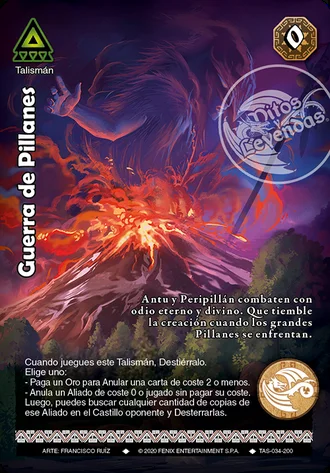 Talismán
0
Mitos y
Leyendas
Guerra de Pillanes
Antu y Peripillán combaten con
odio eterno y divino. Que tiemble
la creación cuando los grandes
Pillanes se enfrentan.
Cuando juegues este Talismán, Destiérralo.
Elige uno:
- Paga un Oro para Anular una carta de coste 2 o menos.
- Anula un Aliado de coste 0 o jugado sin pagar su coste.
Luego, puedes buscar cualquier cantidad de copias de
ese Aliado en el Castillo oponente y Desterrarlas.
ARTE: FRANCISCO RUÍZ
© 2020 FENIX ENTERTAINMENT S.P.A
TAS-034-200